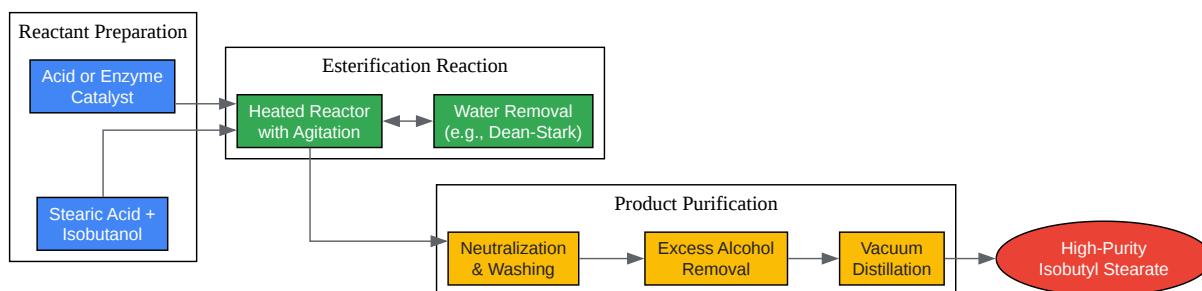 Reactant Preparation
Acid or Enzyme
Catalyst
Stearic Acid +
Isobutanol
Esterification Reaction
Heated Reactor
with Agitation
Water Removal
(e.g., Dean-Stark)
Product Purification
Neutralization
& Washing
Excess Alcohol
Removal
Vacuum
Distillation
High-Purity
Isobutyl Stearate